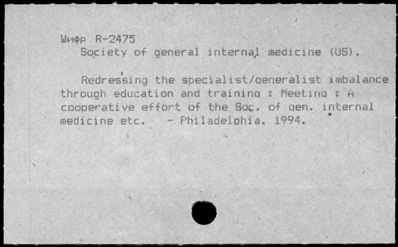 Шифр R-2475
Society of general internal medicine (US).
Redressing the specialist/generalist imbalance
through education and training : Meeting : A
cooperative effort of the Soc. of gen. internal
medicine etc. - Philadelphia, 1994.